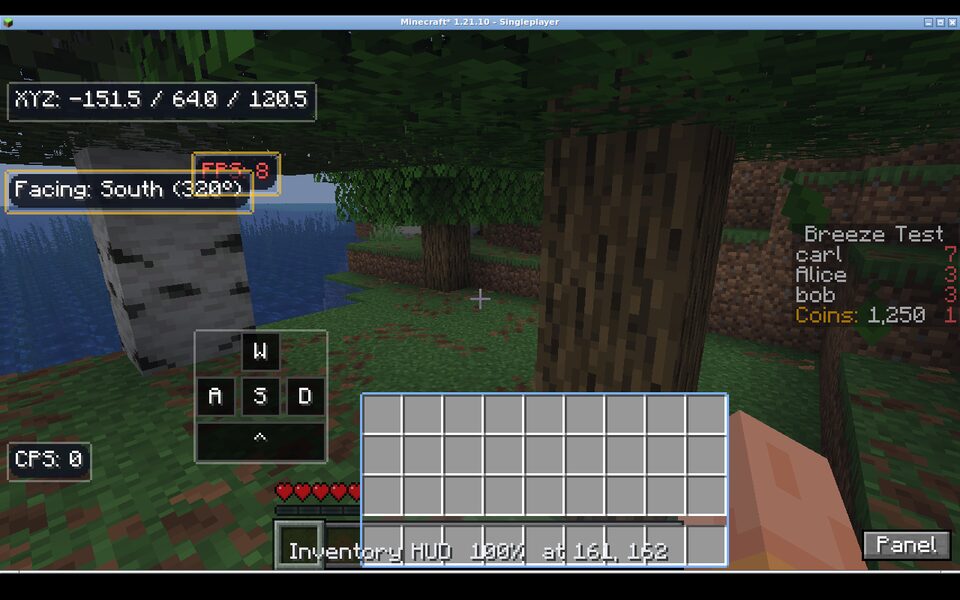 Minecraft* 1.21.10 - Singleplayer
XYZ: -151.5 / 64.0 / 120.5
FPS: 8
Facing: South (320°)
Breeze Test
carl 7
Alice 3
bob 3
Coins: 1,250 1
W
A S D
^
CPS: 0
Panel
Inventory HUD 100% at 161, 162